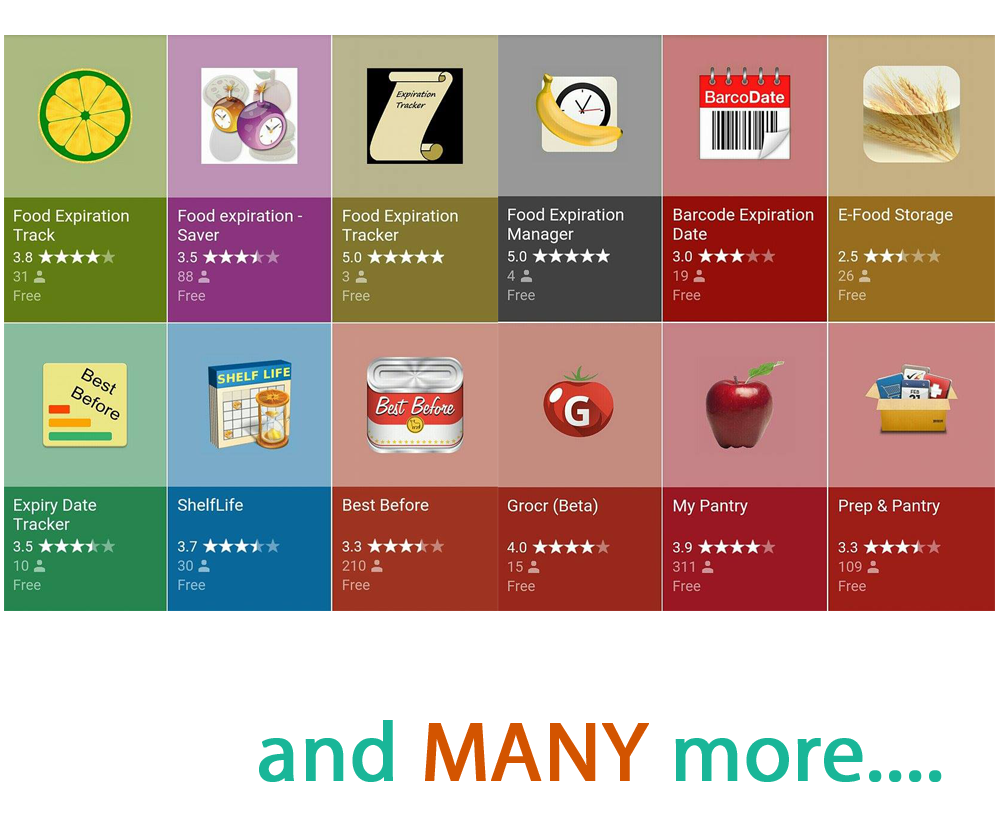 Expiration
Tracker
BarcoDate
Food Expiration
Track
3.8
31
Free
Food expiration -
Saver
3.5
88
Free
Food Expiration
Tracker
5.0
3
Free
Food Expiration
Manager
5.0
4
Free
Barcode Expiration
Date
3.0
19
Free
E-Food Storage
2.5
26
Free
Best
Before
SHELF LIFE
Best Before
G
FEB
Expiry Date
Tracker
3.5
10
Free
ShelfLife
3.7
30
Free
Best Before
3.3
210
Free
Grocr (Beta)
4.0
15
Free
My Pantry
3.9
311
Free
Prep & Pantry
3.3
109
Free
and MANY more....